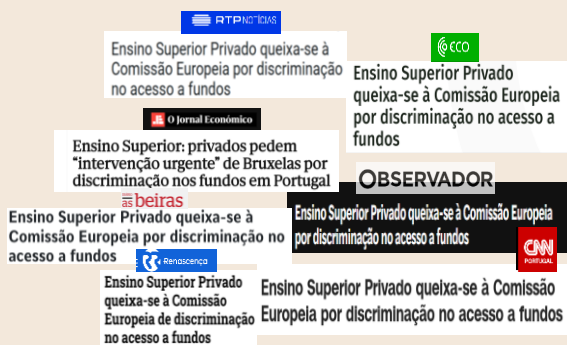 RTP NOTÍCIAS
Ensino Superior Privado queixa-se à
Comissão Europeia por discriminação
no acesso a fundos
ECO
Ensino Superior Privado
queixa-se à Comissão Europeia
por discriminação no acesso a
fundos
O Jornal Económico
Ensino Superior: privados pedem
“intervenção urgente” de Bruxelas por
discriminação nos fundos em Portugal
OBSERVADOR
Ensino Superior Privado queixa-se à Comissão Europeia
por discriminação no acesso a fundos
as beiras
Ensino Superior Privado queixa-se à
Comissão Europeia por discriminação no
acesso a fundos
CNN
PORTUGAL
Ensino Superior Privado queixa-se à Comissão
Europeia por discriminação no acesso a fundos
Renascença
Ensino Superior Privado
queixa-se à Comissão
Europeia de discriminação
no acesso a fundos